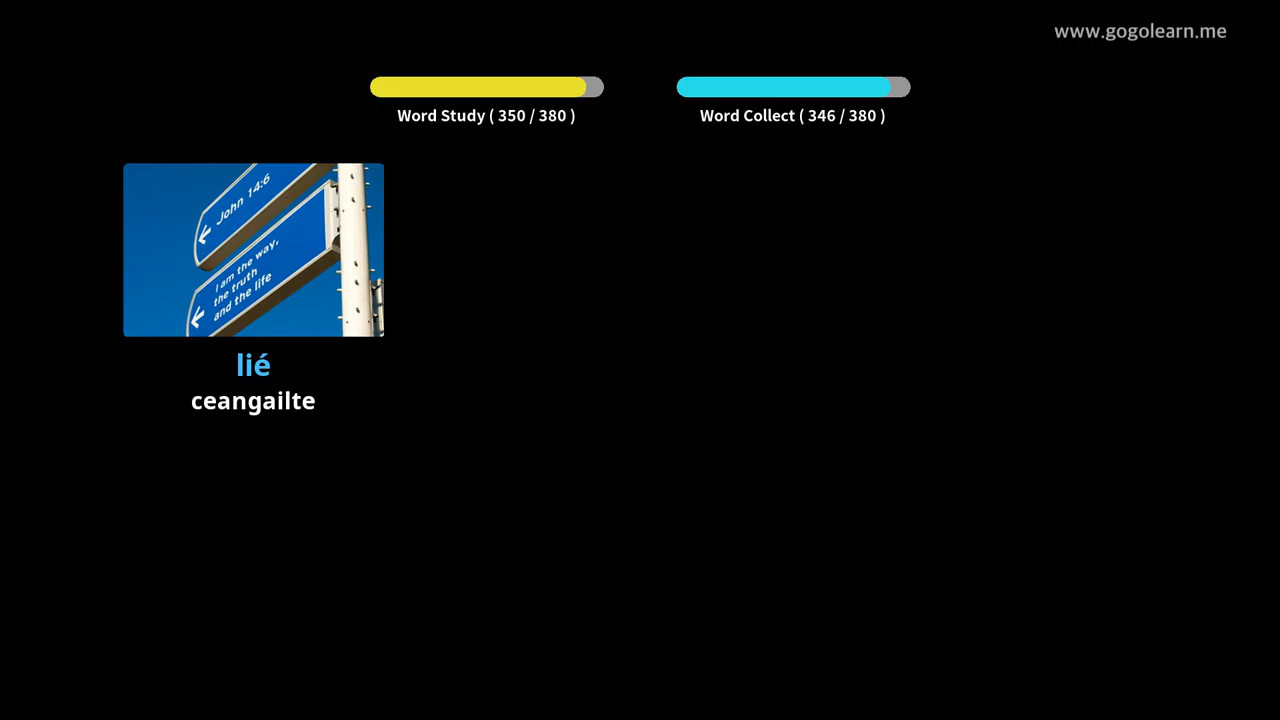 www.gogolearn.me
Word Study ( 350 / 380 )
Word Collect ( 346 / 380 )
John 14:6
I am the way,
the truth
and the life
lié
ceangailte